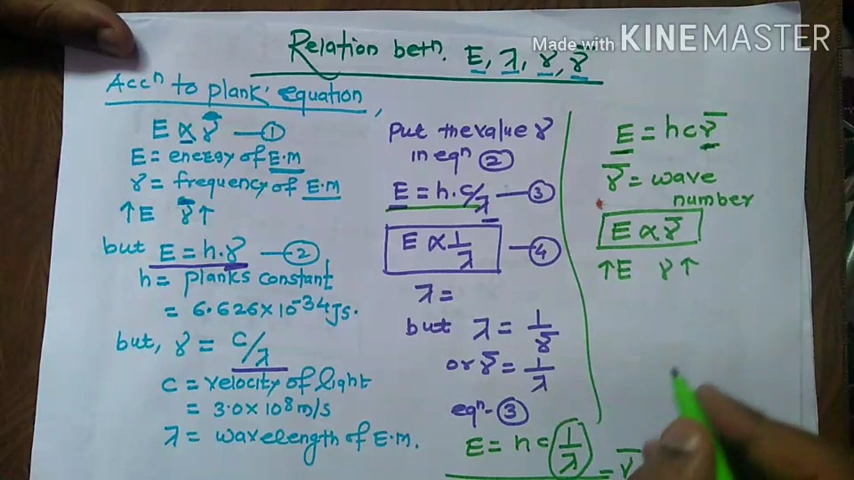 Relation betn. E, λ, ɣ, ɣ̅
Made with KINEMASTER
Accn to plank' equation,
E ∝ ɣ —①
E = energy of E.M
ɣ = frequency of E.M
↑E ɣ↑
but E = h.ɣ —②
h = planks constant
= 6.626×10⁻³⁴ Js.
but, ɣ = c/λ
c = velocity of light
= 3.0×10⁸ m/s
λ = wavelength of E.M.
Put the value ɣ
in eqn ②
E = h.c/λ —③
E ∝ 1/λ —④
λ =
but λ = 1/ɣ̅
or ɣ̅ = 1/λ
eqn-③
E = hc (1/λ) = ɣ̅
E = hcɣ̅
ɣ̅ = wave
number
E ∝ ɣ̅
↑E ɣ↑